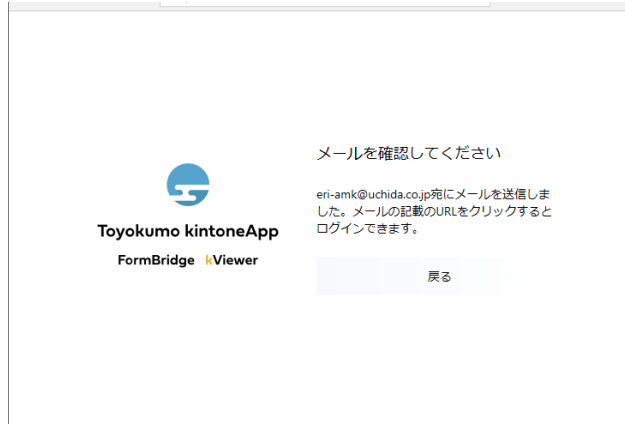 メールを確認してください
eri-amk@uchida.co.jp宛にメールを送信しま
した。メールの記載のURLをクリックすると
ログインできます。
Toyokumo kintoneApp
FormBridge kViewer
戻る